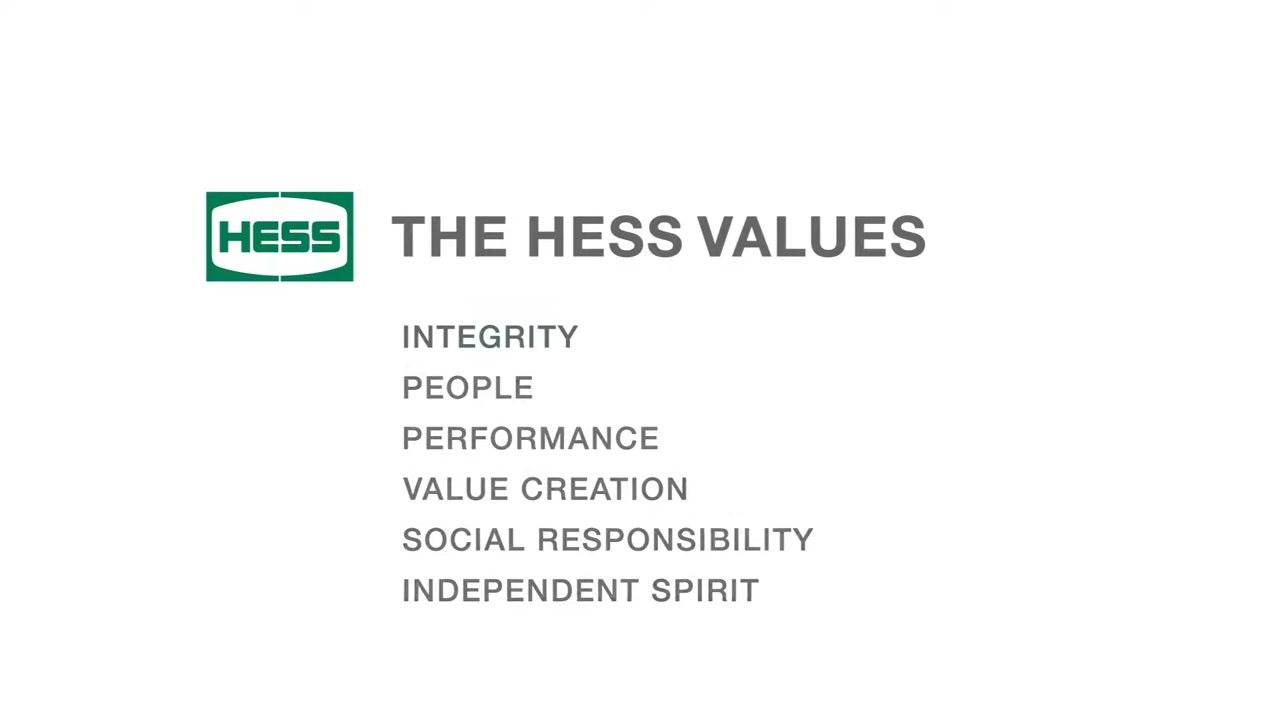 HESS THE HESS VALUES
INTEGRITY
PEOPLE
PERFORMANCE
VALUE CREATION
SOCIAL RESPONSIBILITY
INDEPENDENT SPIRIT